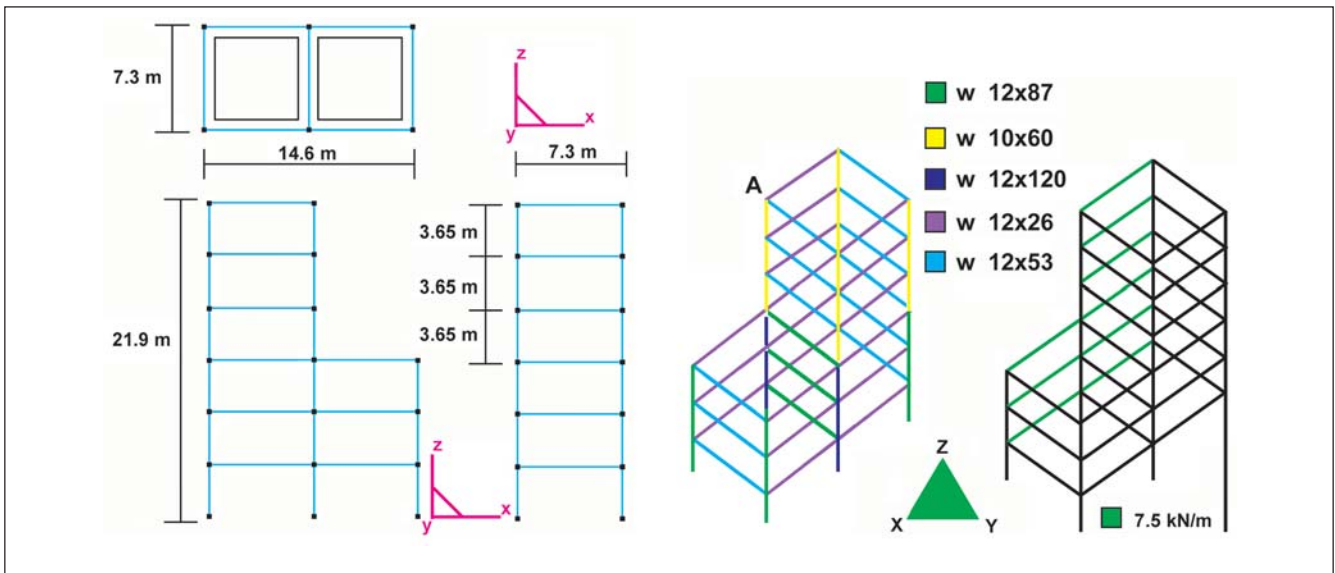 7.3 m
14.6 m
z
y
x
7.3 m
21.9 m
3.65 m
3.65 m
3.65 m
z
y
x
w 12x87
w 10x60
w 12x120
w 12x26
w 12x53
A
Z
X
Y
7.5 kN/m